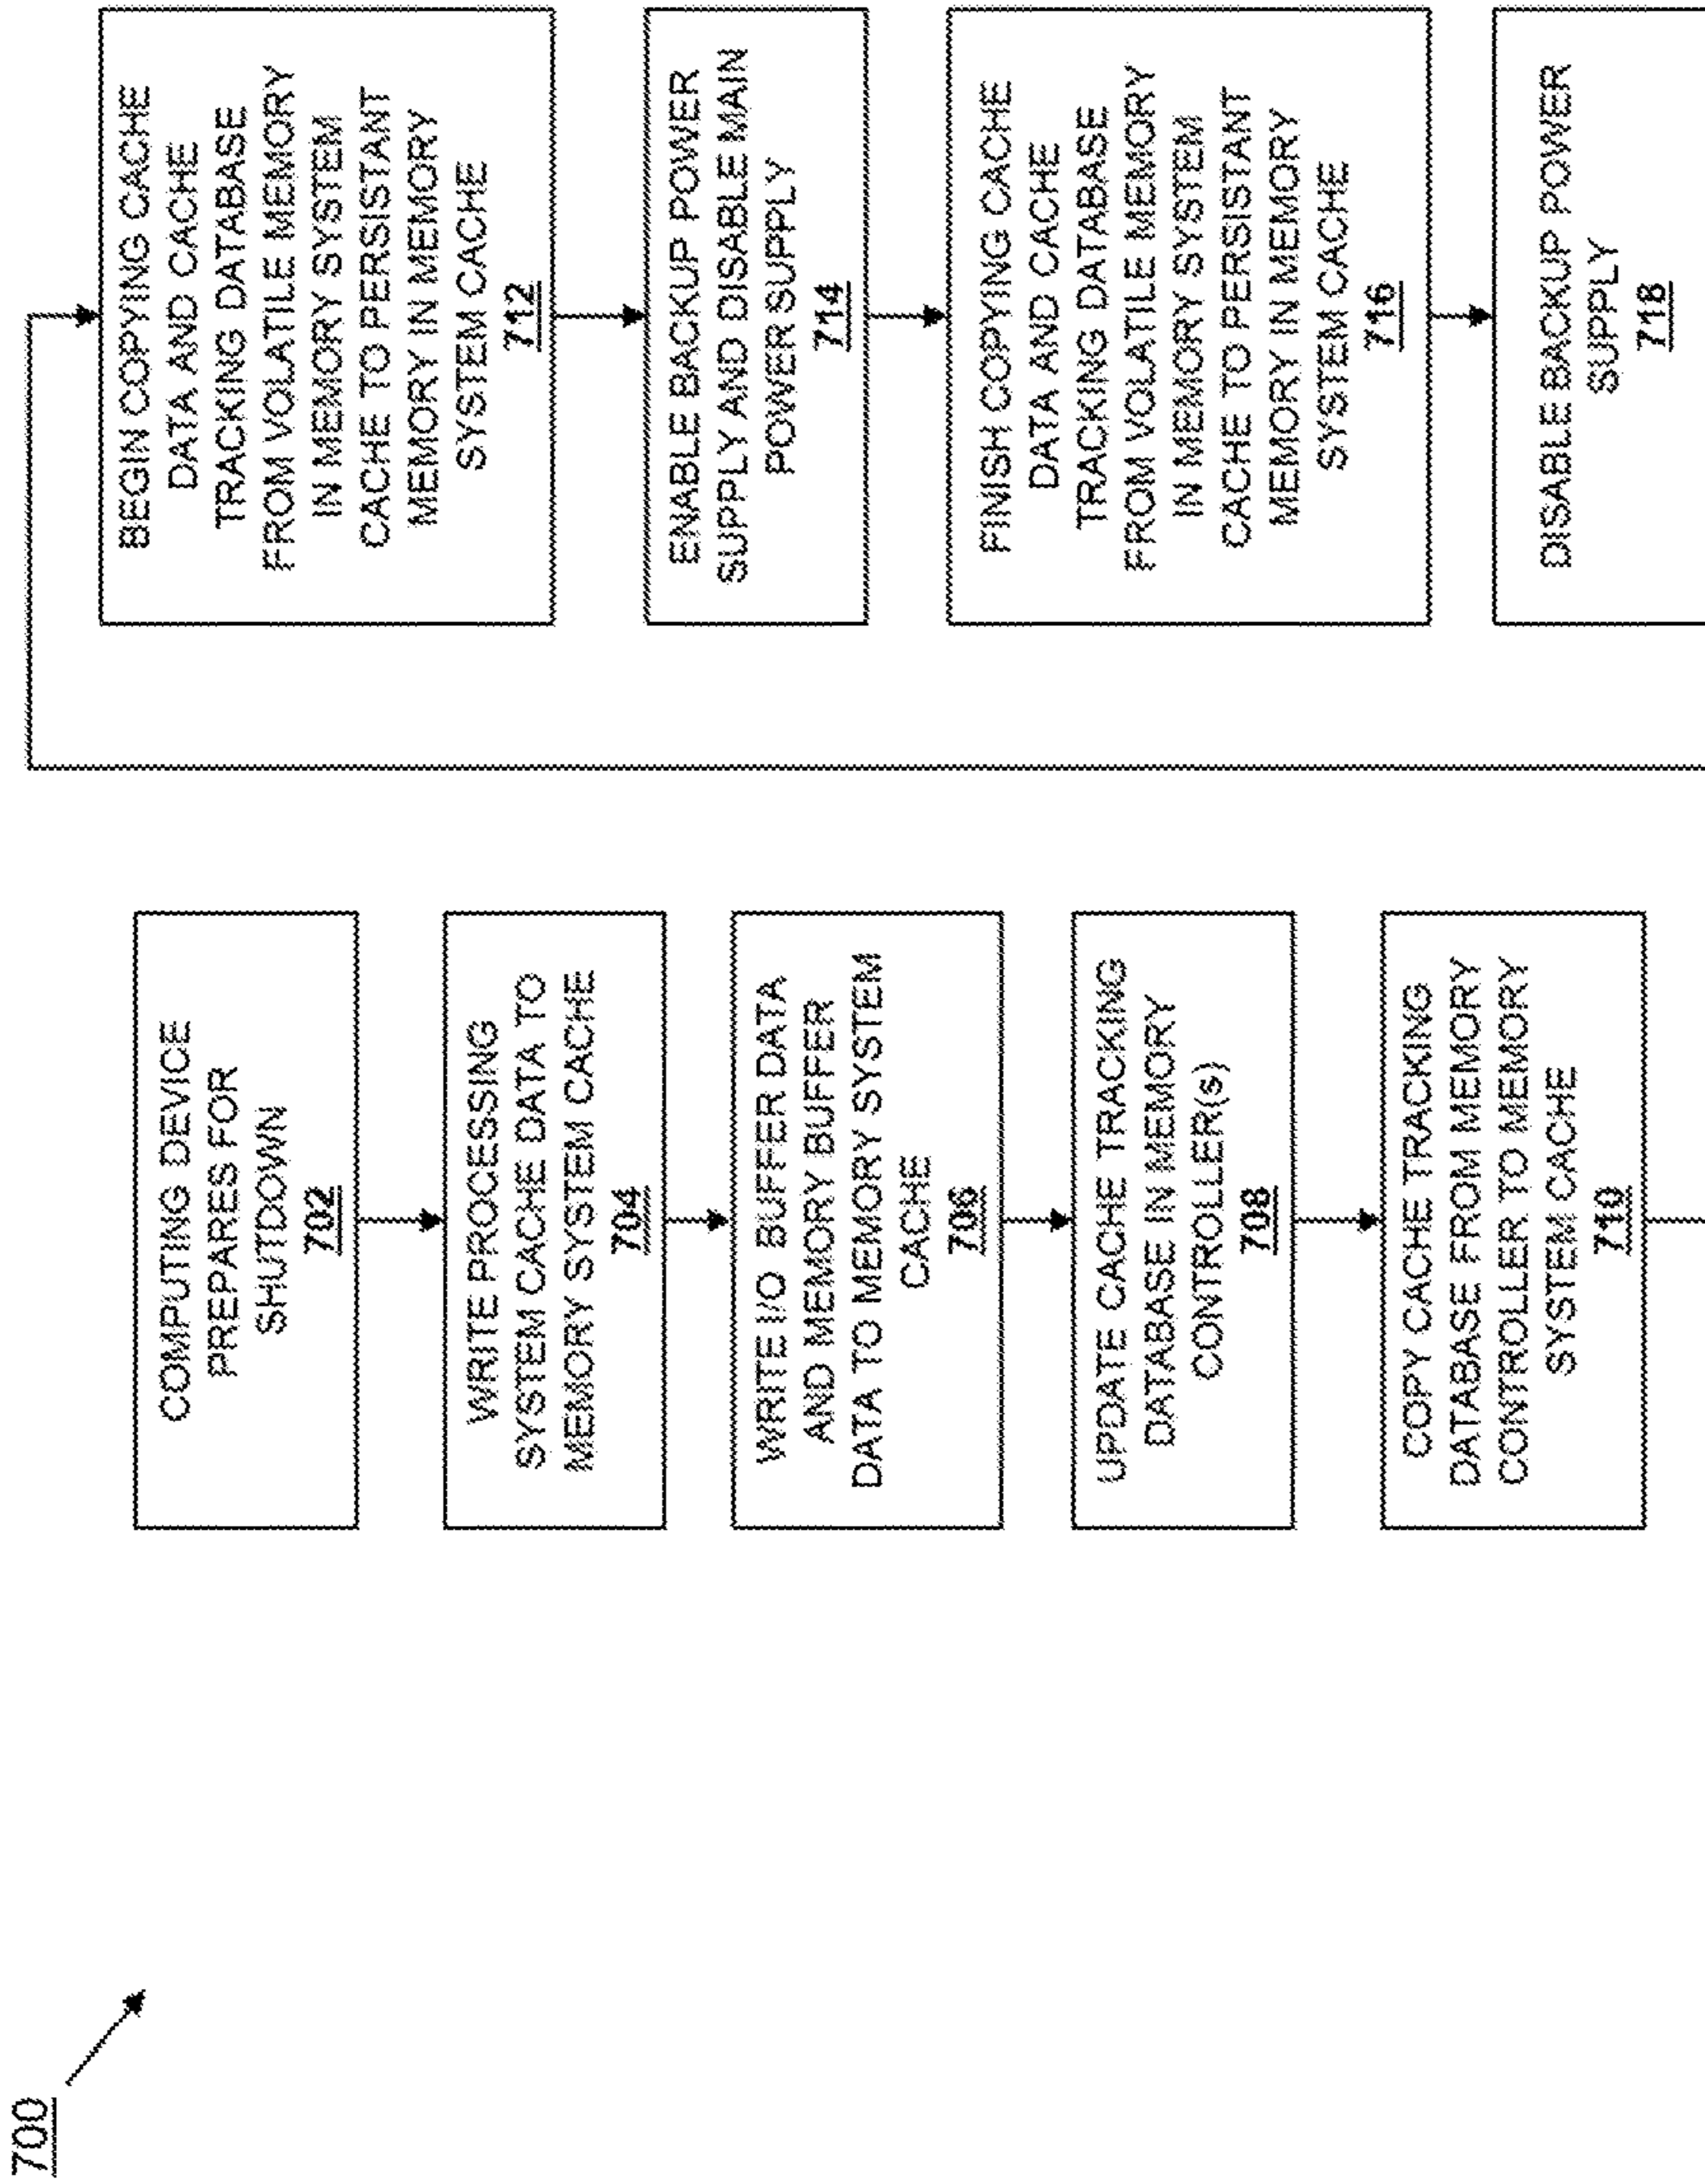 700
COMPUTING DEVICE
PREPARES FOR
SHUTDOWN
702
WRITE PROCESSING
SYSTEM CACHE DATA TO
MEMORY SYSTEM CACHE
704
WRITE I/O BUFFER DATA
AND MEMORY BUFFER
DATA TO MEMORY SYSTEM
CACHE
706
UPDATE CACHE TRACKING
DATABASE IN MEMORY
CONTROLLER(s)
708
COPY CACHE TRACKING
DATABASE FROM MEMORY
CONTROLLER TO MEMORY
SYSTEM CACHE
710
BEGIN COPYING CACHE
DATA AND CACHE
TRACKING DATABASE
FROM VOLATILE MEMORY
IN MEMORY SYSTEM
CACHE TO PERSISTANT
MEMORY IN MEMORY
SYSTEM CACHE
712
ENABLE BACKUP POWER
SUPPLY AND DISABLE MAIN
POWER SUPPLY
714
FINISH COPYING CACHE
DATA AND CACHE
TRACKING DATABASE
FROM VOLATILE MEMORY
IN MEMORY SYSTEM
CACHE TO PERSISTANT
MEMORY IN MEMORY
SYSTEM CACHE
716
DISABLE BACKUP POWER
SUPPLY
718